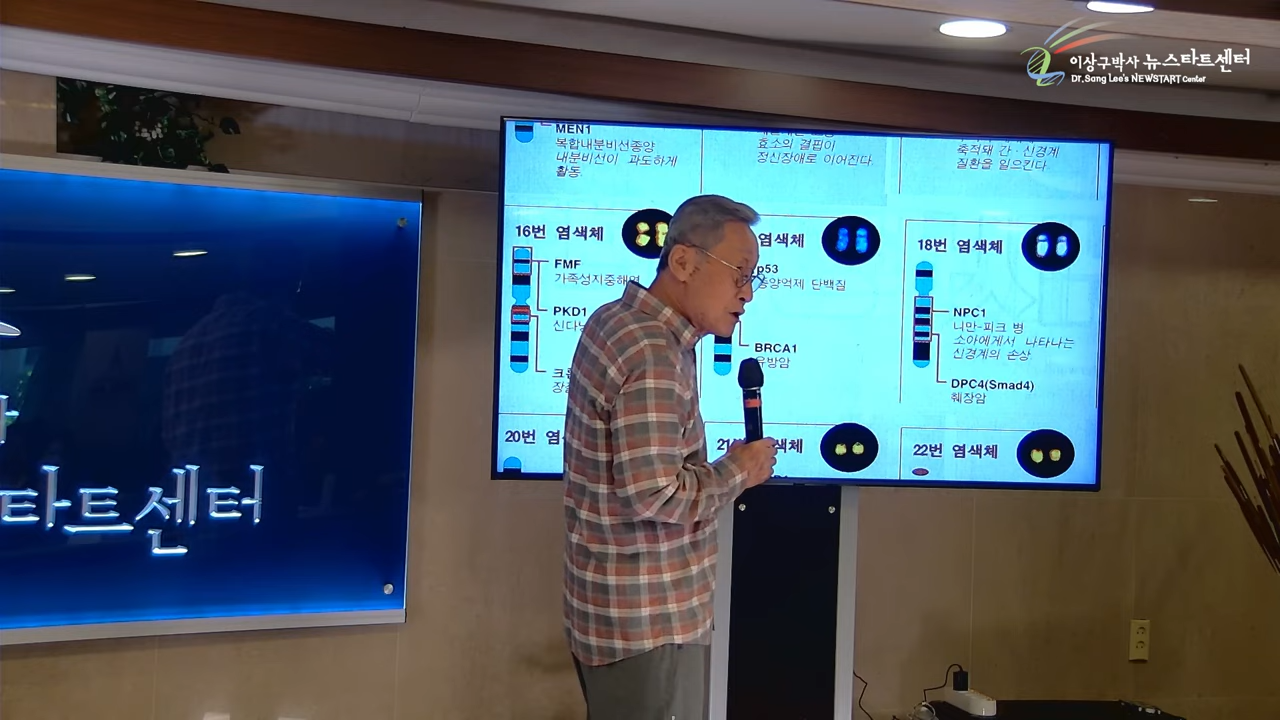 이상구박사 뉴스타트센터
Dr. Sang Lee's NEWSTART Center
MEN1
복합내분비선종양
내분비선이 과도하게
활동.
효소의 결핍이
정신장애로 이어진다.
축적돼 간·신경계
질환을 일으킨다
16번 염색체
FMF
가족성지중해열
PKD1
염색체
p53
종양억제 단백질
BRCA1
유방암
18번 염색체
NPC1
니만-피크 병
소아에게서 나타나는
신경계의 손상
DPC4(Smad4)
췌장암
20번
22번 염색체
타트센터